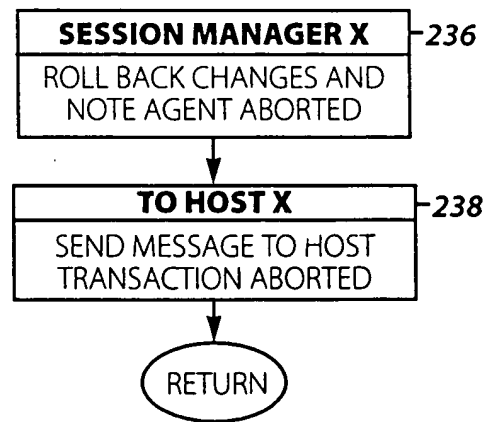 SESSION MANAGER X
236
ROLL BACK CHANGES AND
NOTE AGENT ABORTED
TO HOST X
238
SEND MESSAGE TO HOST
TRANSACTION ABORTED
RETURN